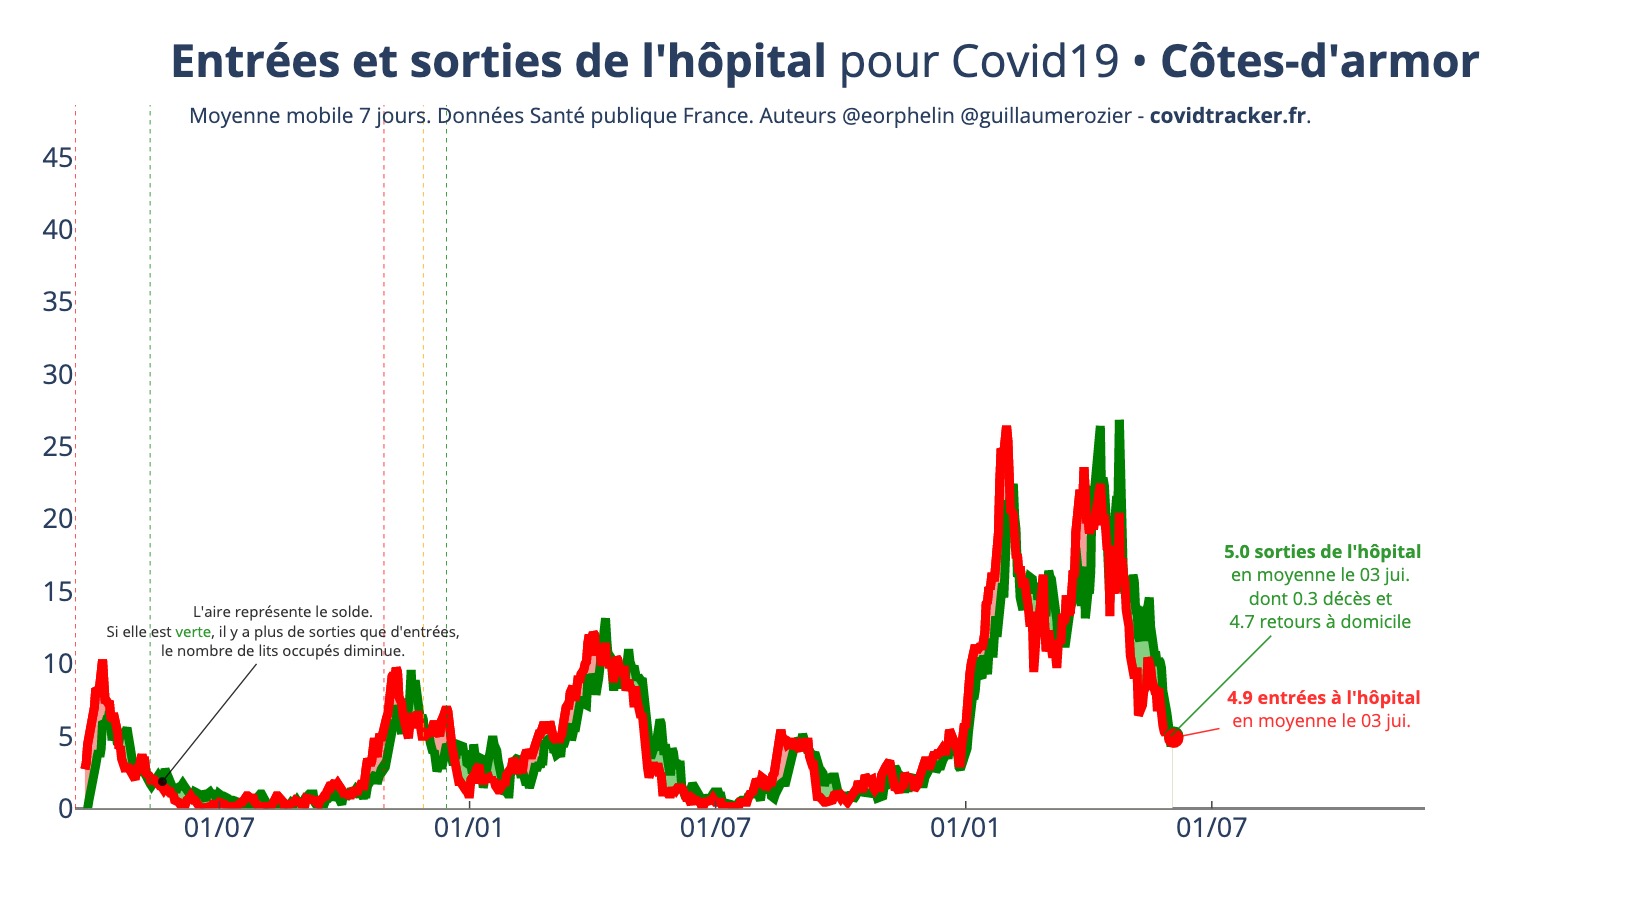 Entrées et sorties de l'hôpital pour Covid19 • Côtes-d'armor
Moyenne mobile 7 jours. Données Santé publique France. Auteurs @eorphelin @guillaumerozier - covidtracker.fr.
45
40
35
30
25
20
15
10
5
0
L'aire représente le solde.
Si elle est verte, il y a plus de sorties que d'entrées,
le nombre de lits occupés diminue.
5.0 sorties de l'hôpital
en moyenne le 03 jui.
dont 0.3 décès et
4.7 retours à domicile
4.9 entrées à l'hôpital
en moyenne le 03 jui.
01/07
01/01
01/07
01/01
01/07